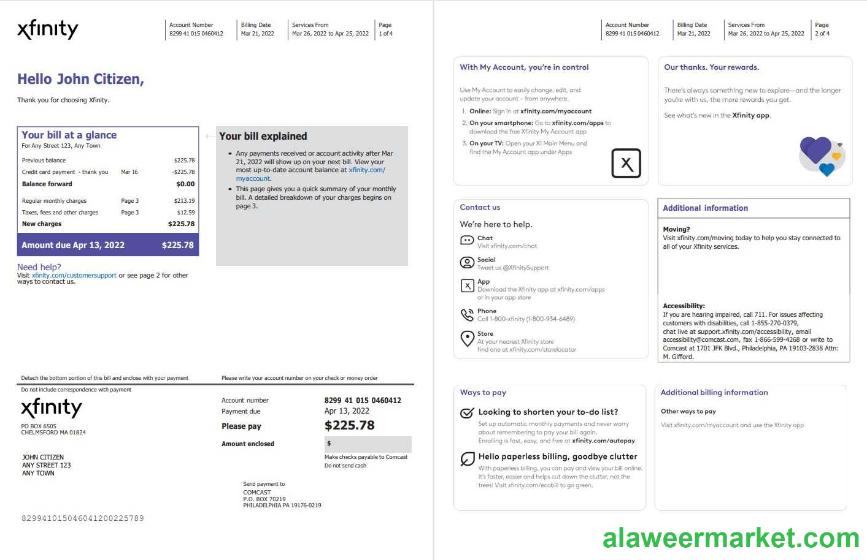 xfinity
Account Number
8299 41 015 0460412
Billing Date
Mar 21, 2022
Services From
Mar 26, 2022 to Apr 25, 2022
Page
1 of 4
Hello John Citizen,
Thank you for choosing Xfinity.
Your bill at a glance
For Any Street 123, Any Town
Previous balance $225.78
Credit card payment - thank you Mar 16 -$225.78
Balance forward $0.00
Regular monthly charges Page 3 $213.19
Taxes, fees and other charges Page 3 $12.59
New charges $225.78
Amount due Apr 13, 2022 $225.78
Need help?
Visit xfinity.com/customersupport or see page 2 for other
ways to contact us.
Your bill explained
• Any payments received or account activity after Mar
21, 2022 will show up on your next bill. View your
most up-to-date account balance at xfinity.com/
myaccount.
• This page gives you a quick summary of your monthly
bill. A detailed breakdown of your charges begins on
page 3.
Detach the bottom portion of this bill and enclose with your payment
Please write your account number on your check or money order
Do not include correspondence with payment
xfinity
PO BOX 6505
CHELMSFORD MA 01824
JOHN CITIZEN
ANY STREET 123
ANY TOWN
Account number 8299 41 015 0460412
Payment due Apr 13, 2022
Please pay $225.78
Amount enclosed $
Make checks payable to Comcast
Do not send cash
Send payment to
COMCAST
P.O. BOX 70219
PHILADELPHIA PA 19176-0219
82994101504604120022578​9
Account Number
8299 41 015 0460412
Billing Date
Mar 21, 2022
Services From
Mar 26, 2022 to Apr 25, 2022
Page
2 of 4
With My Account, you're in control
Use My Account to easily change, edit, and
update your account - from anywhere.
1. Online: Sign in at xfinity.com/myaccount
2. On your smartphone: Go to xfinity.com/apps to
download the free Xfinity My Account app
3. On your TV: Open your X1 Main Menu and
find the My Account app under Apps
X
Our thanks. Your rewards.
There's always something new to explore—and the longer
you're with us, the more rewards you get.
See what's new in the Xfinity app.
Contact us
We're here to help.
Chat
Visit xfinity.com/chat
Social
Tweet us @XfinitySupport
X
App
Download the Xfinity app at xfinity.com/apps
or in your app store
Phone
Call 1-800-xfinity (1-800-934-6489)
Store
At your nearest Xfinity store
find one at xfinity.com/storelocator
Additional information
Moving?
Visit xfinity.com/moving today to help you stay connected to
all of your Xfinity services.
Accessibility:
If you are hearing impaired, call 711. For issues affecting
customers with disabilities, call 1-855-270-0379,
chat live at support.xfinity.com/accessibility, email
accessibility@comcast.com, fax 1-866-599-4268 or write to
Comcast at 1701 JFK Blvd., Philadelphia, PA 19103-2838 Attn:
M. Gifford.
Ways to pay
Looking to shorten your to-do list?
Set up automatic monthly payments and never worry
about remembering to pay your bill again.
Enrolling is fast, easy, and free at xfinity.com/autopay.
Hello paperless billing, goodbye clutter
With paperless billing, you can pay and view your bill online.
It's faster, easier and helps cut down the clutter, not the
trees! Visit xfinity.com/ecobill to go green.
Additional billing information
Other ways to pay
Visit xfinity.com/myaccount and use the Xfinity app
alaweermarket.com